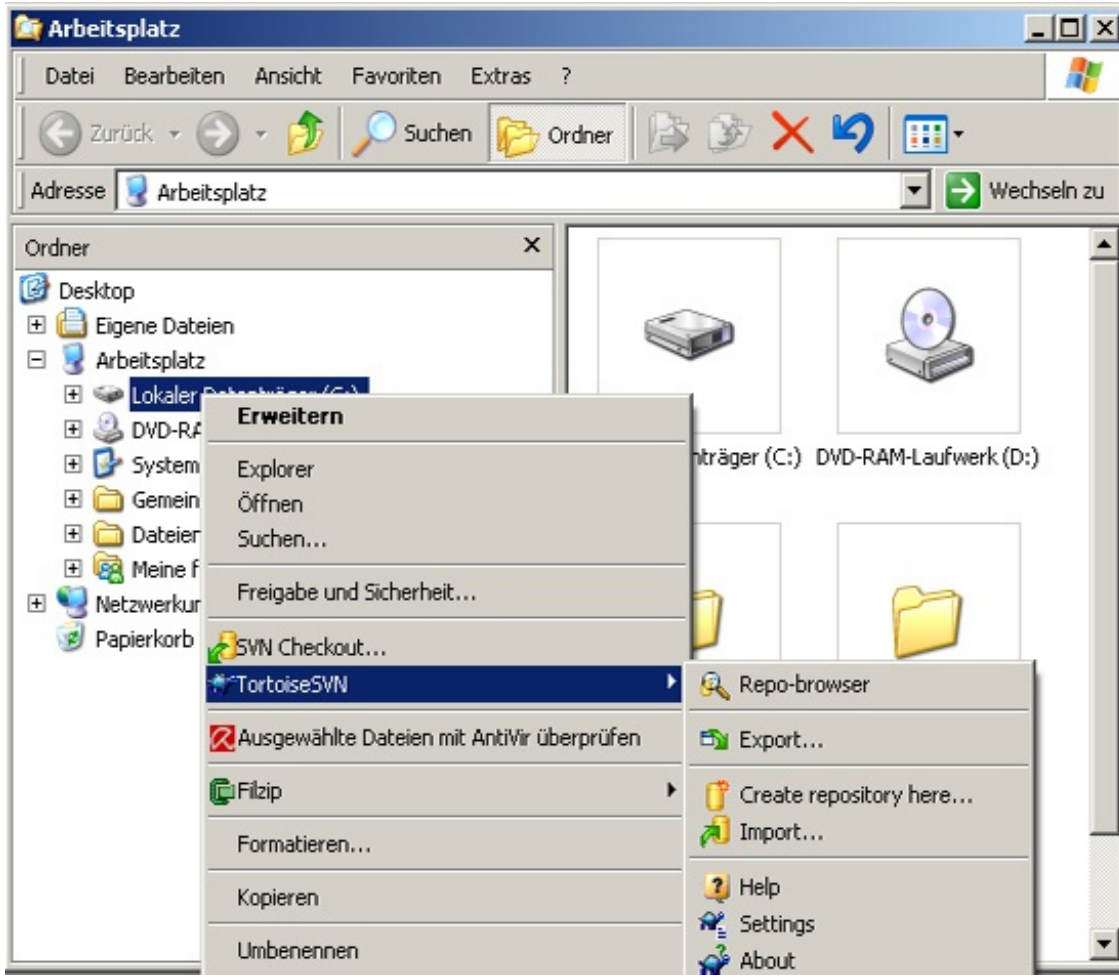 Arbeitsplatz
Datei Bearbeiten Ansicht Favoriten Extras ?
Zurück Suchen Ordner
Adresse Arbeitsplatz Wechseln zu
Ordner
Desktop
Eigene Dateien
Arbeitsplatz
Lokaler
DVD-RA
System
Gemein
Dateien
Meine f
Netzwerkur
Papierkorb
Erweitern
Explorer
Öffnen
Suchen...
Freigabe und Sicherheit...
SVN Checkout...
TortoiseSVN
Ausgewählte Dateien mit AntiVir überprüfen
Filzip
Formatieren...
Kopieren
Umbenennen
nträger (C:) DVD-RAM-Laufwerk (D:)
Repo-browser
Export...
Create repository here...
Import...
Help
Settings
About